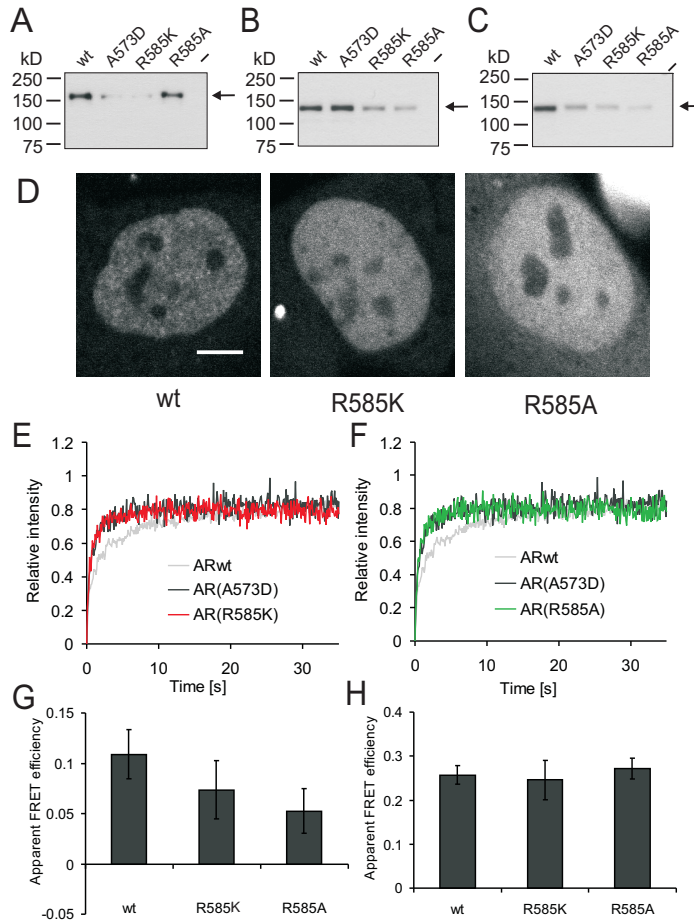 A
B
C
kD
wt
A573D
R585K
R585A
–
250
150
100
75
kD
wt
A573D
R585K
R585A
–
250
150
100
75
kD
wt
A573D
R585K
R585A
–
250
150
100
75
D
wt
R585K
R585A
E
Relative intensity
1.2
1
0.8
0.6
0.4
0.2
0
ARwt
AR(A573D)
AR(R585K)
0 10 20 30
Time [s]
F
Relative intensity
1.2
1
0.8
0.6
0.4
0.2
0
ARwt
AR(A573D)
AR(R585A)
0 10 20 30
Time [s]
G
Apparent FRET efficiency
0.15
0.1
0.05
0
-0.05
wt R585K R585A
H
Apparent FRET efficiency
0.4
0.3
0.2
0.1
0
wt R585K R585A